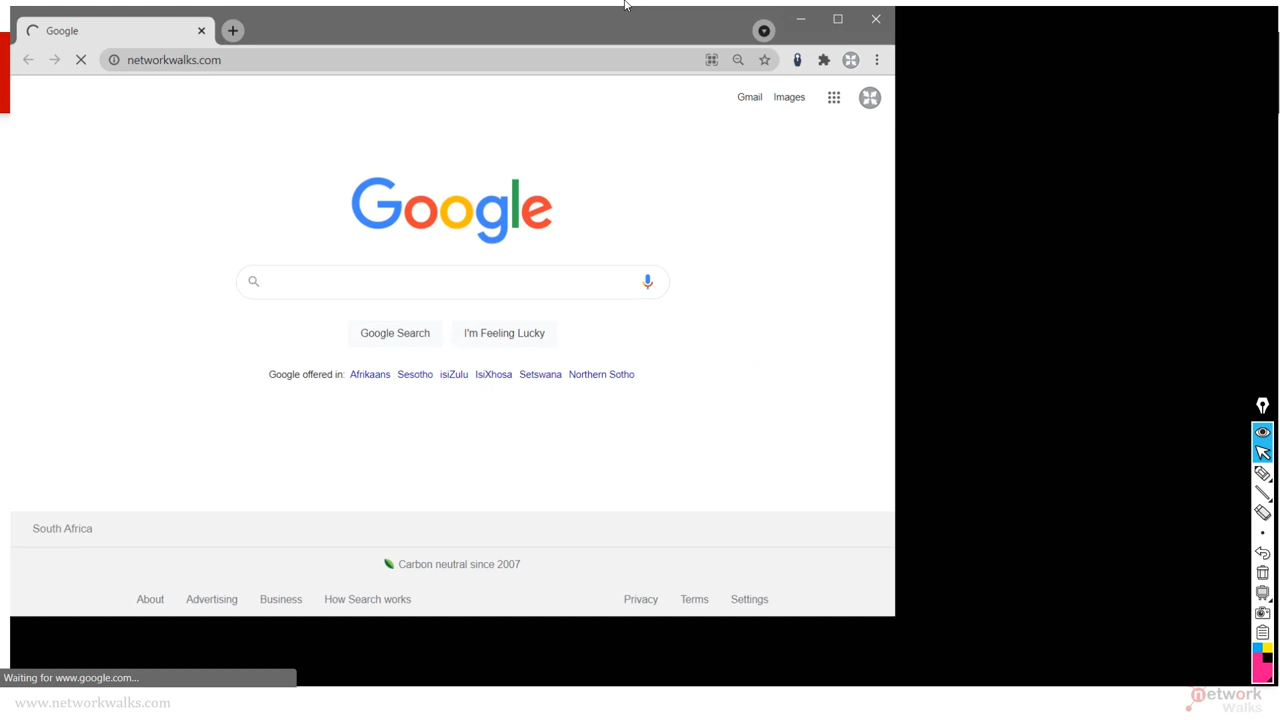 Google
networkwalks.com
Gmail Images
Google
Google Search I'm Feeling Lucky
Google offered in: Afrikaans Sesotho isiZulu IsiXhosa Setswana Northern Sotho
South Africa
Carbon neutral since 2007
About Advertising Business How Search works Privacy Terms Settings
Waiting for www.google.com...
www.networkwalks.com
network
Walks